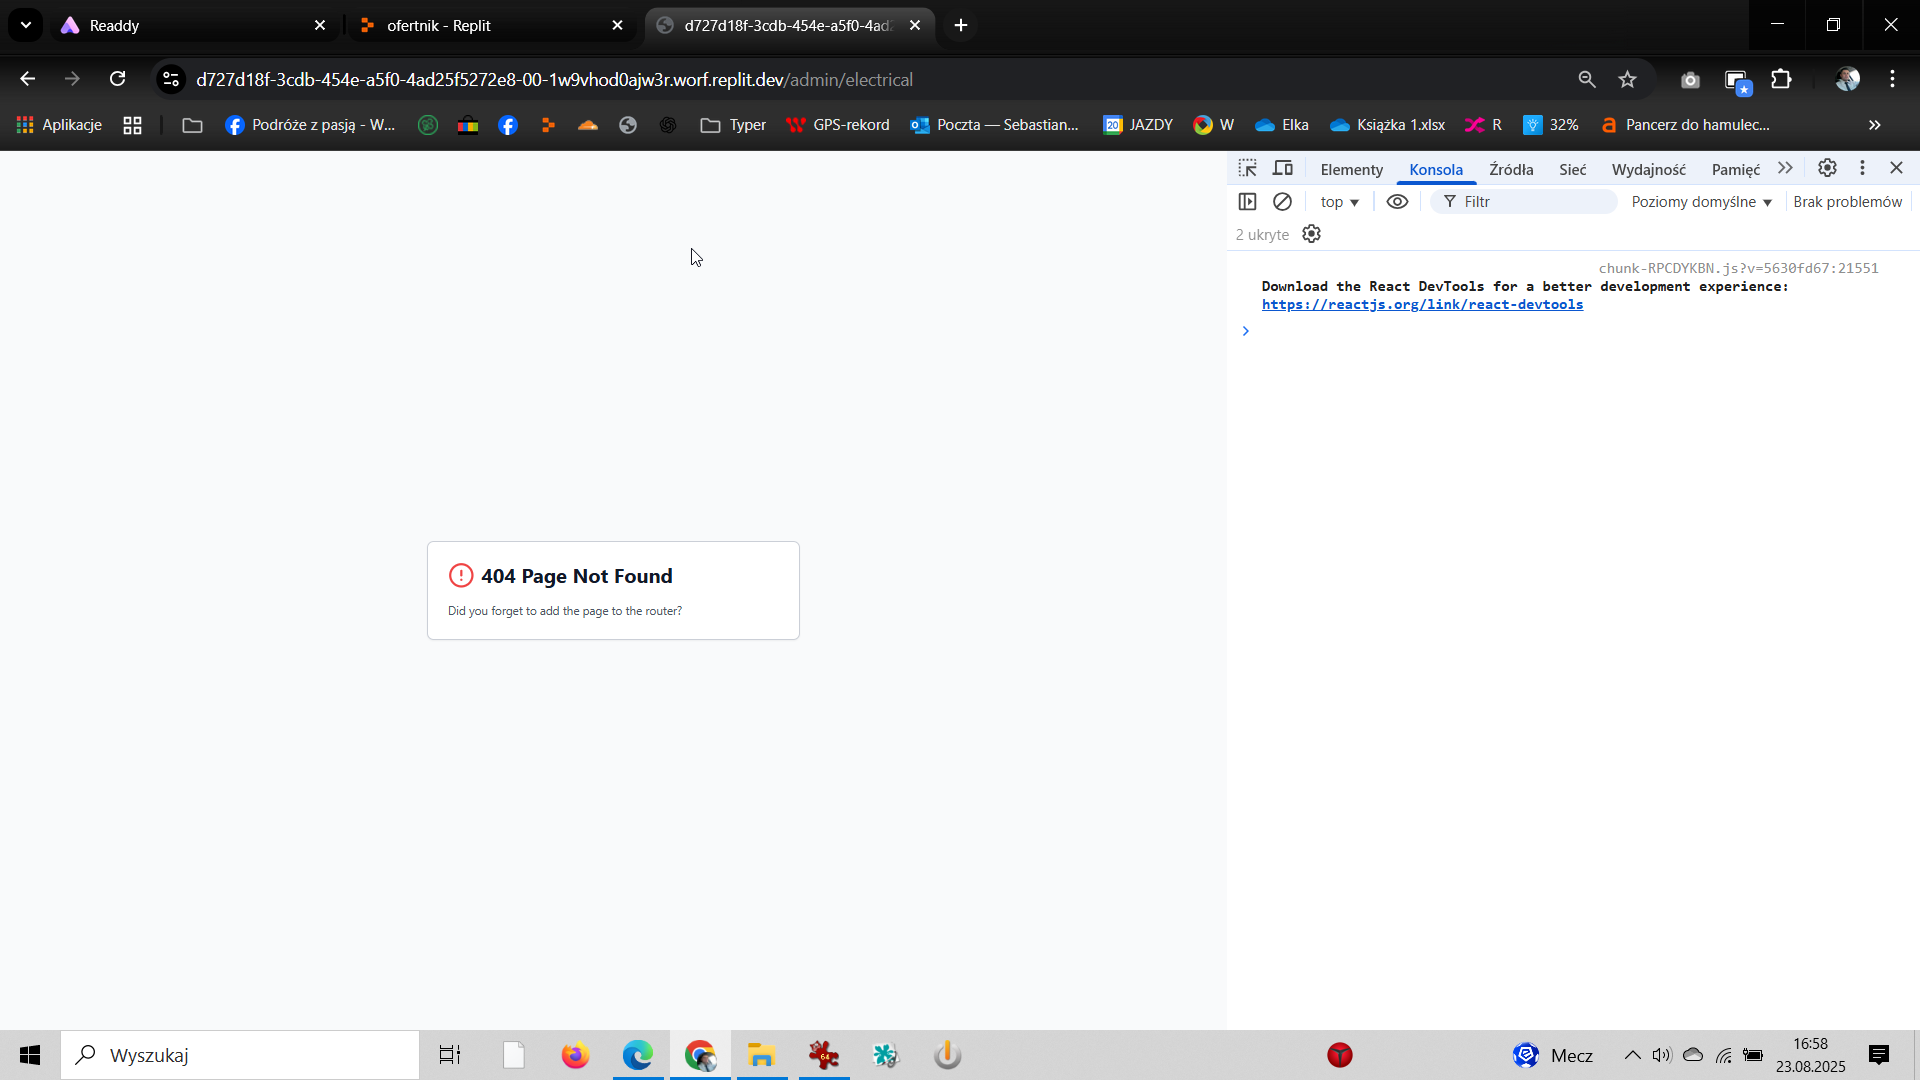 Readdy
ofertnik - Replit
d727d18f-3cdb-454e-a5f0-4ad2
d727d18f-3cdb-454e-a5f0-4ad25f5272e8-00-1w9vhod0ajw3r.worf.replit.dev/admin/electrical
Aplikacje
Podróże z pasją - W...
Typer
GPS-rekord
Poczta — Sebastian...
20
JAZDY
W
Elka
Książka 1.xlsx
R
32%
Pancerz do hamulec...
Elementy
Konsola
Źródła
Sieć
Wydajność
Pamięć
top
Filtr
Poziomy domyślne
Brak problemów
2 ukryte
chunk-RPCDYKBN.js?v=5630fd67:21551
Download the React DevTools for a better development experience:
https://reactjs.org/link/react-devtools
404 Page Not Found
Did you forget to add the page to the router?
Wyszukaj
64
Mecz
16:58
23.08.2025